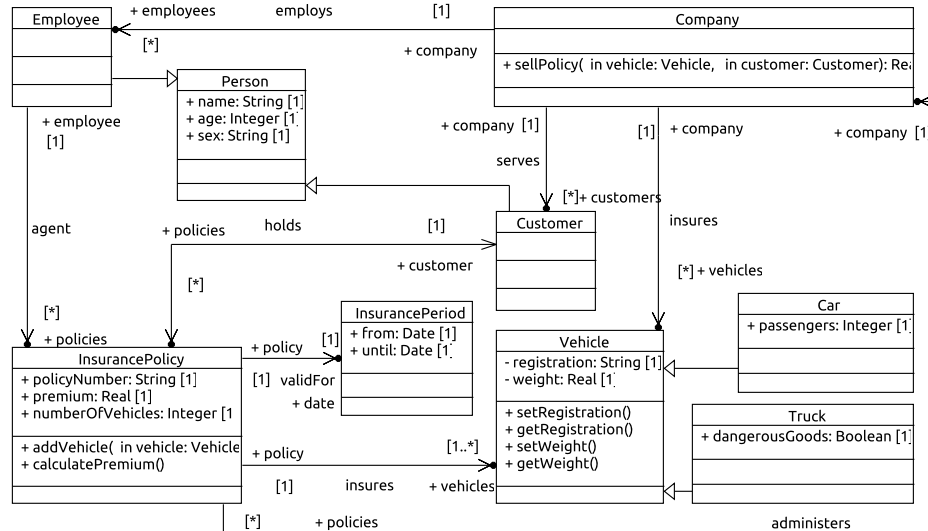 Employee
+ employees
employs
[1]
[*]
+ company
Company
+ sellPolicy( in vehicle: Vehicle, in customer: Customer): Rea
Person
+ name: String [1]
+ age: Integer [1]
+ sex: String [1]
+ employee
[1]
+ company [1]
[1]
+ company
+ company [1]
serves
[*]+ customers
Customer
insures
agent
+ policies
holds
[1]
+ customer
[*]
[*]+ vehicles
[*]
+ policies
InsurancePeriod
+ from: Date [1]
+ until: Date [1]
Car
+ passengers: Integer [1]
InsurancePolicy
+ policyNumber: String [1]
+ premium: Real [1]
+ numberOfVehicles: Integer [1
+ addVehicle( in vehicle: Vehicle
+ calculatePremium()
+ policy
[1]
[1]
validFor
+ date
Vehicle
- registration: String [1]
- weight: Real [1]
+ setRegistration()
+ getRegistration()
+ setWeight()
+ getWeight()
Truck
+ dangerousGoods: Boolean [1]
+ policy
[1..*]
[1]
insures
+ vehicles
[*]
+ policies
administers